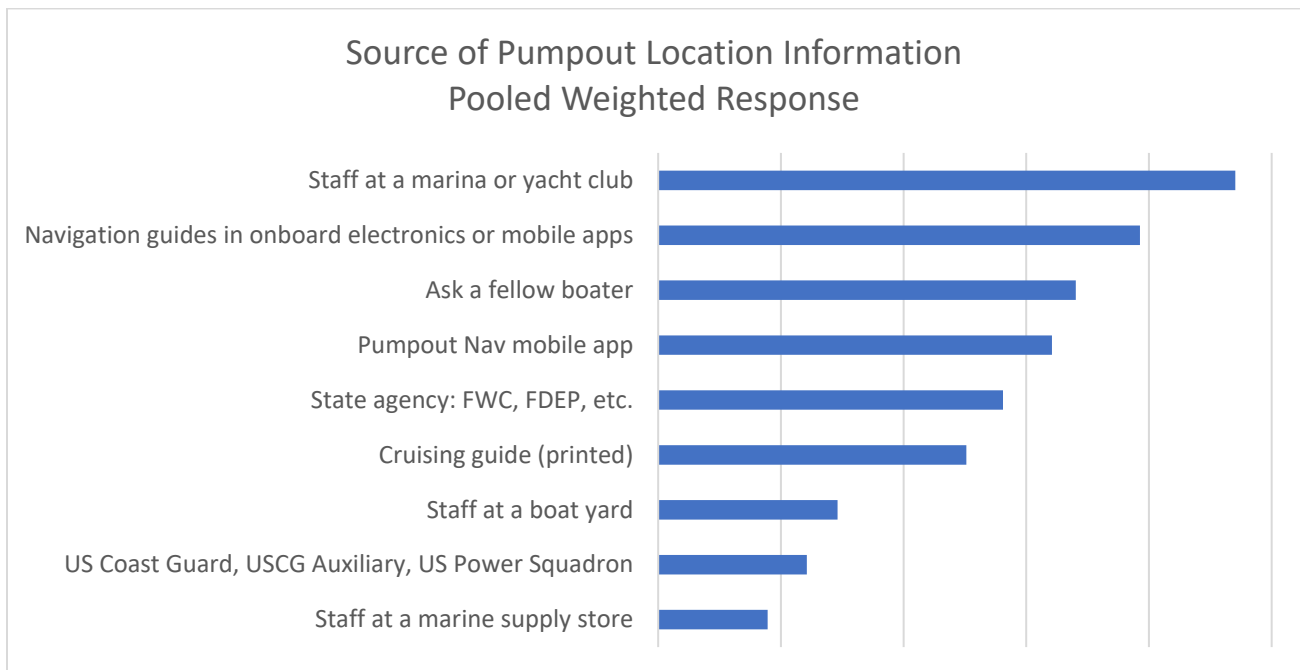 Source of Pumpout Location Information
Pooled Weighted Response
Staff at a marina or yacht club
Navigation guides in onboard electronics or mobile apps
Ask a fellow boater
Pumpout Nav mobile app
State agency: FWC, FDEP, etc.
Cruising guide (printed)
Staff at a boat yard
US Coast Guard, USCG Auxiliary, US Power Squadron
Staff at a marine supply store